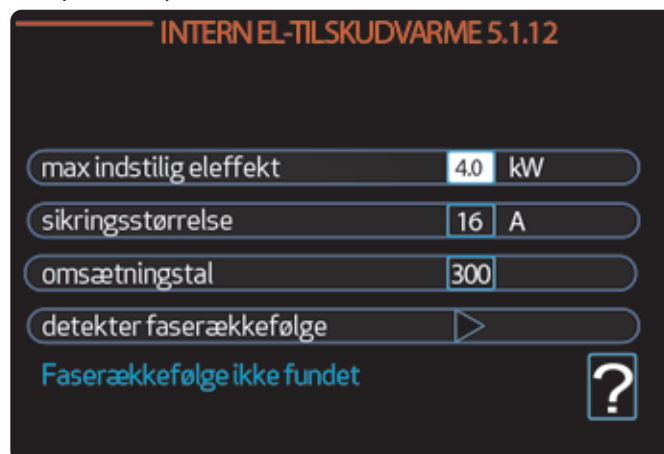 INTERN EL-TILSKUDVARME 5.1.12
max indstilig eleffekt 4.0 kW
sikringsstørrelse 16 A
omsætningstal 300
detekter faserækkefølge
Faserækkefølge ikke fundet
?